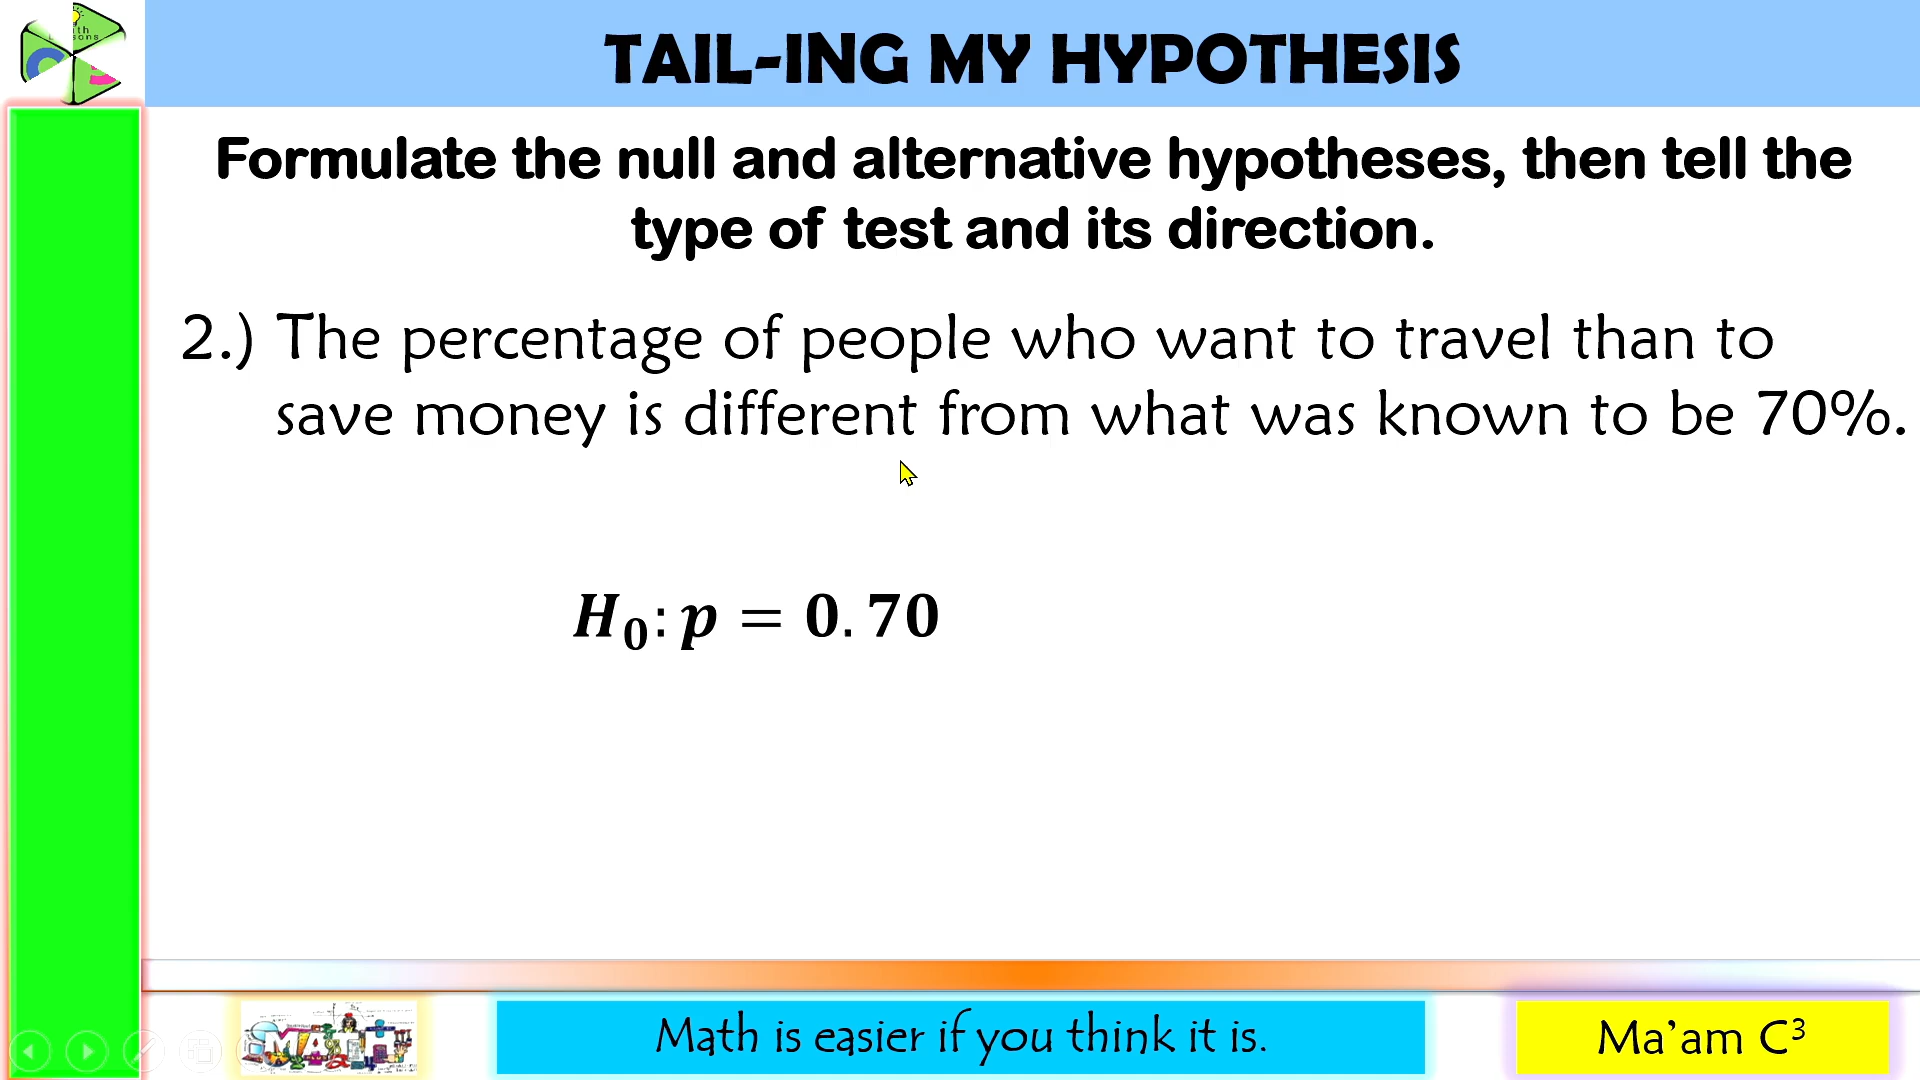 TAIL-ING MY HYPOTHESIS
Formulate the null and alternative hypotheses, then tell the
type of test and its direction.
2.) The percentage of people who want to travel than to
save money is different from what was known to be 70%.
H₀: p = 0.70
MATH
Math is easier if you think it is.
Ma’am C³